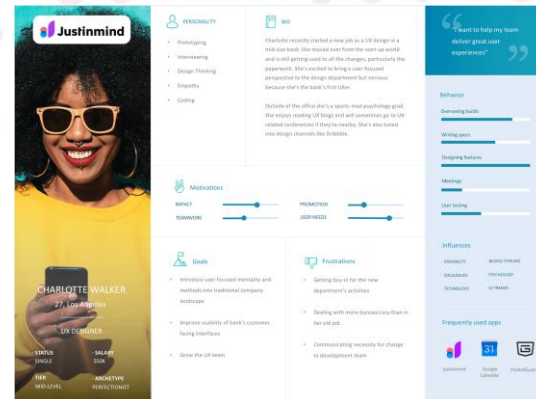 Justinmind
CHARLOTTE WALKER
27, Los Angeles
UX DESIGNER
· STATUS
SINGLE
· SALARY
· TIER
MID-LEVEL
· ARCHETYPE
PERFECTIONIST
PERSONALITY
• Prototyping
• Interviewing
• Design Thinking
• Empathy
• Coding
BIO
Charlotte recently started a new job as a UX design in a
mid-size bank. She moved over from the start-up world
and is still getting used to all the changes, particularly the
paperwork. She's excited to bring a user-focused
perspective to the design department but nervous
because she's the bank's first UXer.
Outside of the office she's a sports-mad psychology grad.
She enjoys reading UX blogs and will sometimes go to UX-
related conferences if they're nearby. She's also tuned
into design channels like Dribbble.
Motivations
IMPACT
TEAMWORK
PROMOTION
USER NEEDS
Goals
• Introduce user-focused mentality and
methods into traditional company
landscape
• Improve usability of bank's customer
facing interfaces
• Grow the UX team
Frustrations
• Getting buy-in for the new
department's activities
• Dealing with more bureaucracy than in
her old job
• Communicating necessity for change
to development team
"I want to help my team
deliver great user
experiences"
Behavior
Overseeing builds
Writing specs
Designing features
Meetings
User testing
Influences
· CREATIVITY
· COLLEAGUES
· TECHNOLOGY
· BLOGS/ FORUMS
· PSYCHOLOGY
· UI TRENDS
Frequently used apps
31
Justinmind
Google
Calendar
PocketGuard